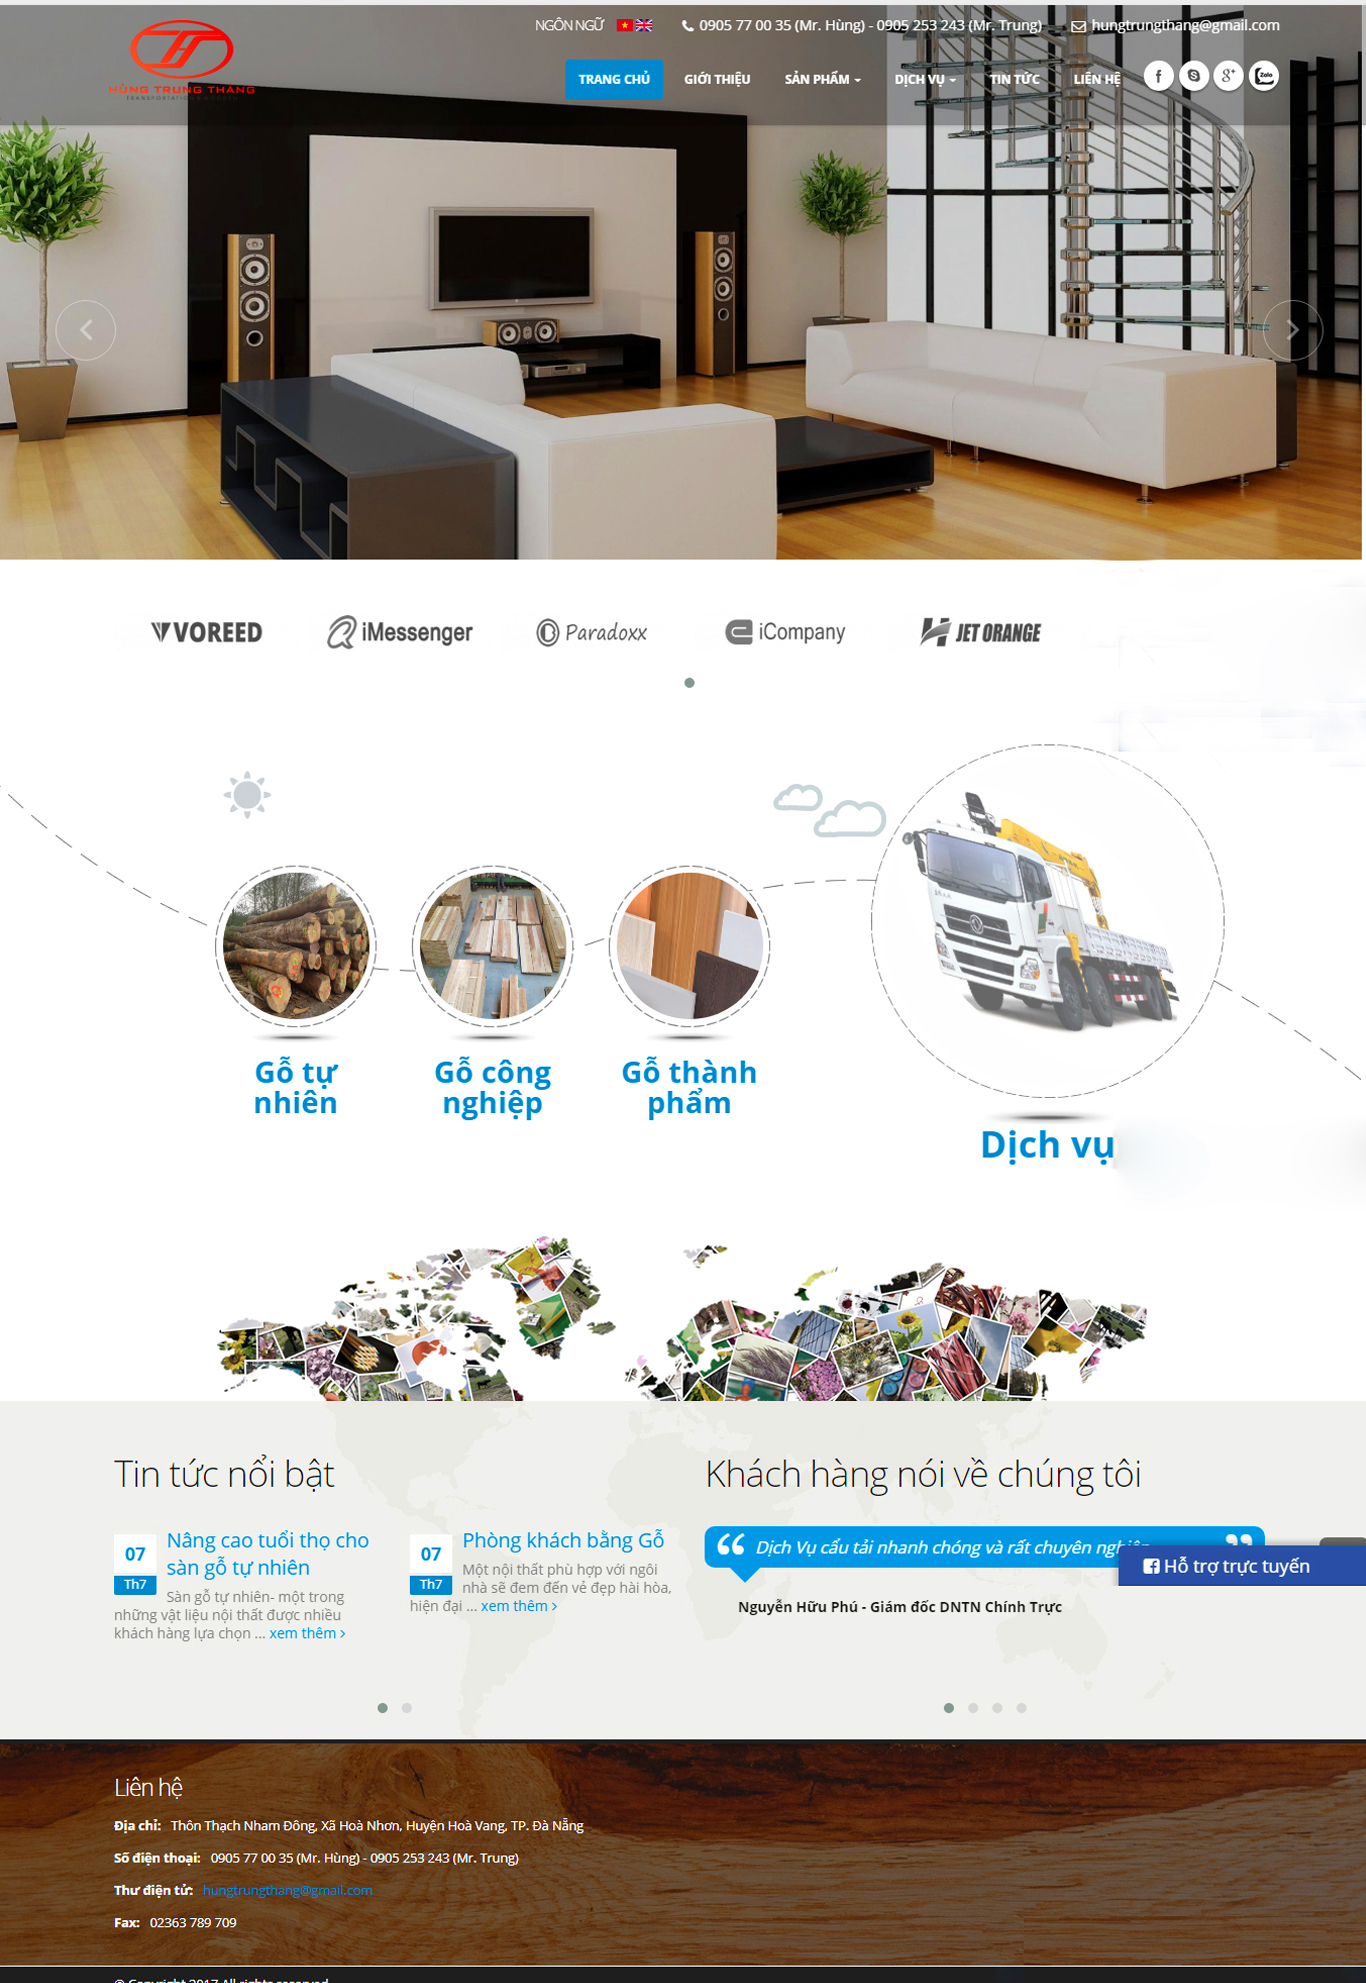 NGÔN NGỮ
0905 77 00 35 (Mr. Hùng) - 0905 253 243 (Mr. Trung)
hungtrungthang@gmail.com
HÙNG TRUNG THẮNG
TRANG CHỦ
GIỚI THIỆU
SẢN PHẨM
DỊCH VỤ
TIN TỨC
LIÊN HỆ
Zalo
VOREED
iMessenger
Paradoxx
iCompany
JET ORANGE
Gỗ tự
nhiên
Gỗ công
nghiệp
Gỗ thành
phẩm
Dịch vụ
Tin tức nổi bật
07
Th7
Nâng cao tuổi thọ cho
sàn gỗ tự nhiên
Sàn gỗ tự nhiên- một trong
những vật liệu nội thất được nhiều
khách hàng lựa chọn ... xem thêm
07
Th7
Phòng khách bằng Gỗ
Một nội thất phù hợp với ngôi
nhà sẽ đem đến vẻ đẹp hài hòa,
hiện đại ... xem thêm
Khách hàng nói về chúng tôi
Dịch Vụ cẩu tải nhanh chóng và rất chuyên nghiệp
Nguyễn Hữu Phú - Giám đốc DNTN Chính Trực
Hỗ trợ trực tuyến
Liên hệ
Địa chỉ: Thôn Thạch Nham Đông, Xã Hoà Nhơn, Huyện Hoà Vang, TP. Đà Nẵng
Số điện thoại: 0905 77 00 35 (Mr. Hùng) - 0905 253 243 (Mr. Trung)
Thư điện tử: hungtrungthang@gmail.com
Fax: 02363 789 709
© Copyright 2017 All rights reserved